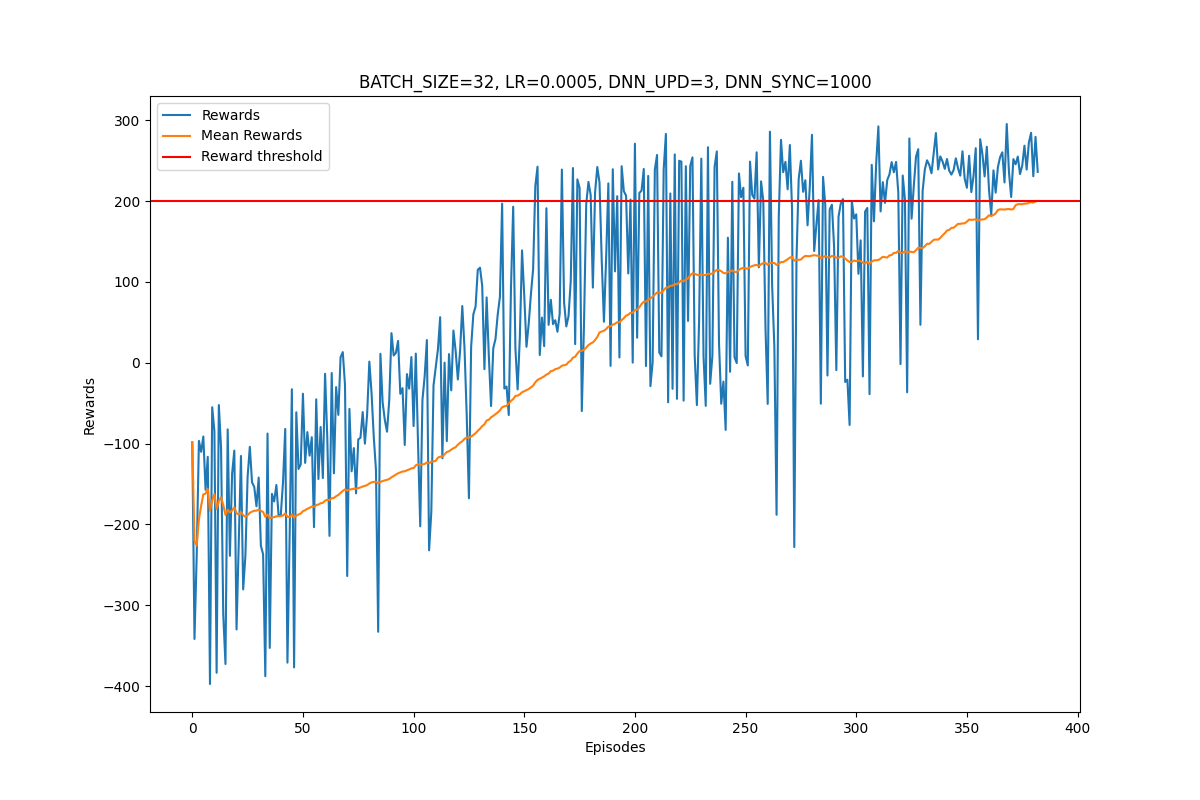 BATCH_SIZE=32, LR=0.0005, DNN_UPD=3, DNN_SYNC=1000
Rewards
Mean Rewards
Reward threshold
300
200
100
0
−100
−200
−300
−400
Rewards
0 50 100 150 200 250 300 350 400
Episodes